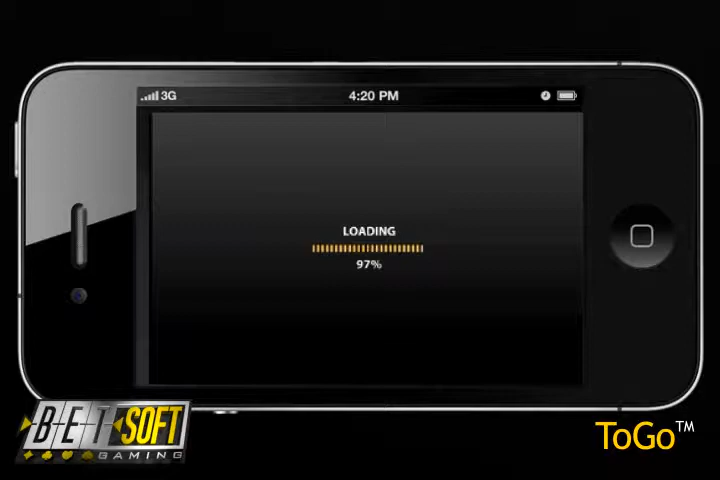 3G 4:20 PM
LOADING
97%
BETSOFT
GAMING
ToGo™